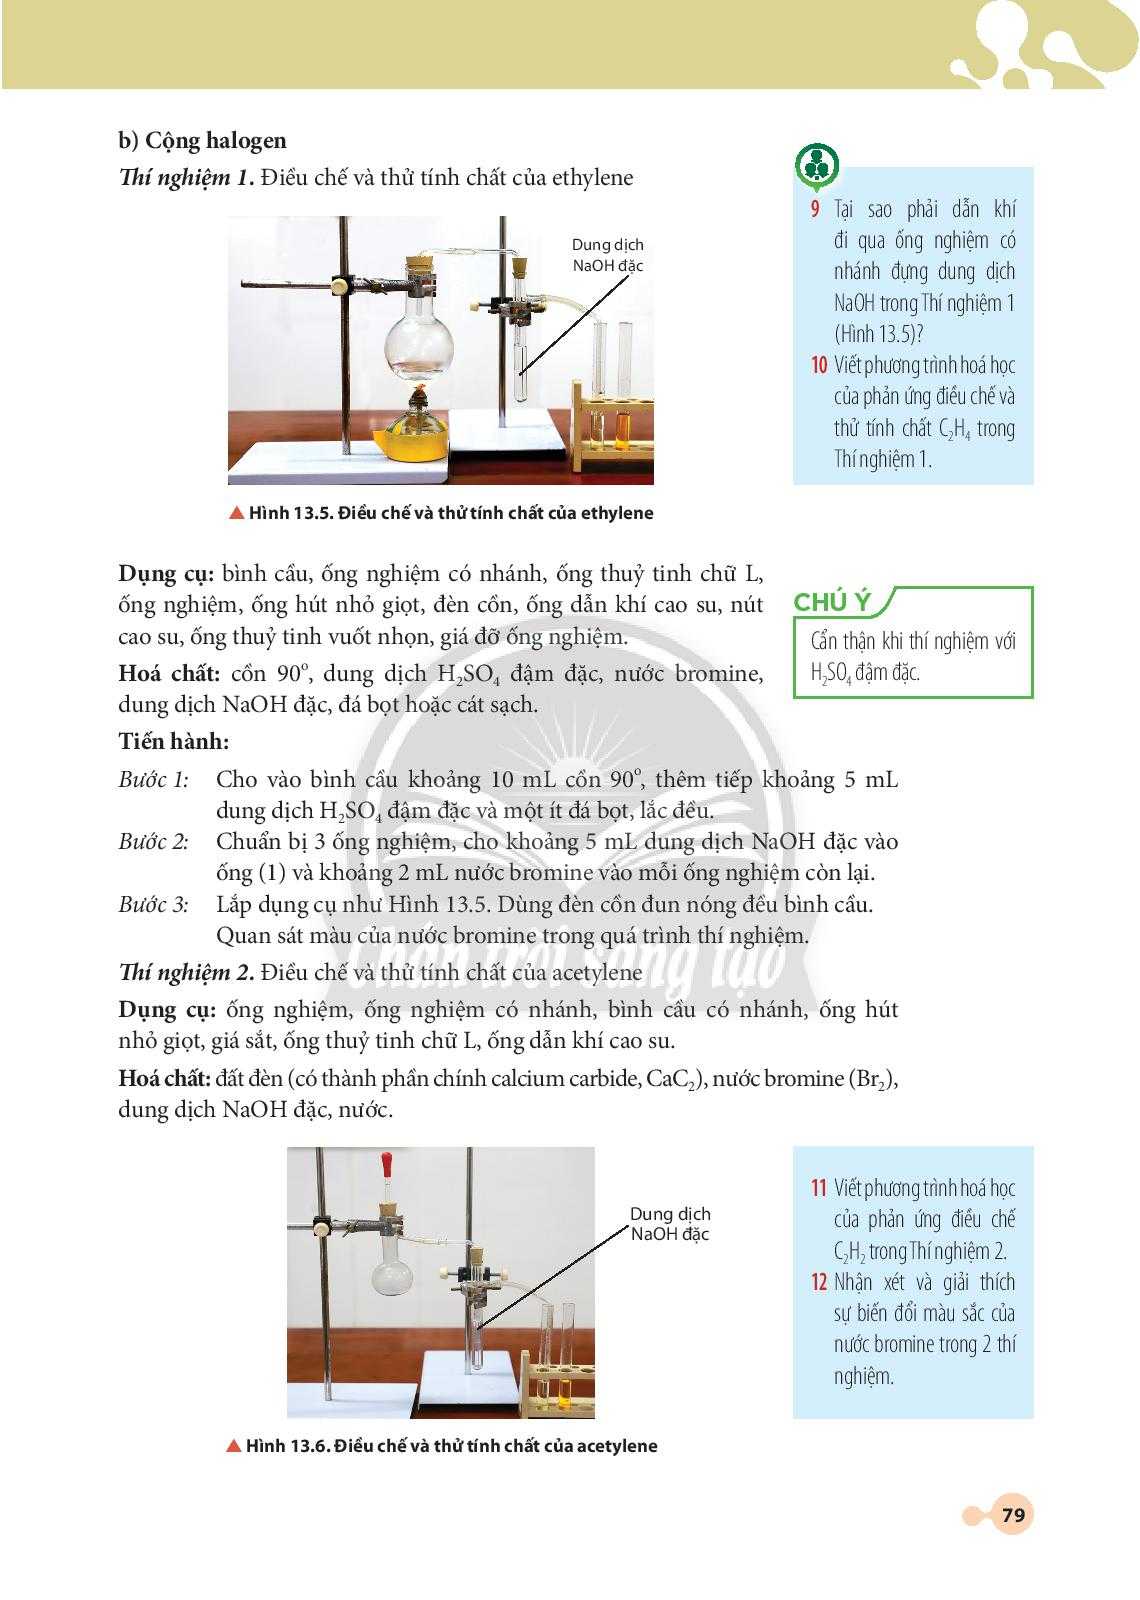 b) Cộng halogen
Thí nghiệm 1. Điều chế và thử tính chất của ethylene
Dung dịch
NaOH đặc
▲ Hình 13.5. Điều chế và thử tính chất của ethylene
9 Tại sao phải dẫn khí
đi qua ống nghiệm có
nhánh đựng dung dịch
NaOH trong Thí nghiệm 1
(Hình 13.5)?
10 Viết phương trình hoá học
của phản ứng điều chế và
thử tính chất C₂H₄ trong
Thí nghiệm 1.
Dụng cụ: bình cầu, ống nghiệm có nhánh, ống thuỷ tinh chữ L,
ống nghiệm, ống hút nhỏ giọt, đèn cồn, ống dẫn khí cao su, nút
cao su, ống thuỷ tinh vuốt nhọn, giá đỡ ống nghiệm.
Hoá chất: cồn 90°, dung dịch H₂SO₄ đậm đặc, nước bromine,
dung dịch NaOH đặc, đá bọt hoặc cát sạch.
CHÚ Ý
Cẩn thận khi thí nghiệm với
H₂SO₄ đậm đặc.
Tiến hành:
Bước 1: Cho vào bình cầu khoảng 10 mL cồn 90°, thêm tiếp khoảng 5 mL
dung dịch H₂SO₄ đậm đặc và một ít đá bọt, lắc đều.
Bước 2: Chuẩn bị 3 ống nghiệm, cho khoảng 5 mL dung dịch NaOH đặc vào
ống (1) và khoảng 2 mL nước bromine vào mỗi ống nghiệm còn lại.
Bước 3: Lắp dụng cụ như Hình 13.5. Dùng đèn cồn đun nóng đều bình cầu.
Quan sát màu của nước bromine trong quá trình thí nghiệm.
Chân trời sáng tạo
Thí nghiệm 2. Điều chế và thử tính chất của acetylene
Dụng cụ: ống nghiệm, ống nghiệm có nhánh, bình cầu có nhánh, ống hút
nhỏ giọt, giá sắt, ống thuỷ tinh chữ L, ống dẫn khí cao su.
Hoá chất: đất đèn (có thành phần chính calcium carbide, CaC₂), nước bromine (Br₂),
dung dịch NaOH đặc, nước.
Dung dịch
NaOH đặc
▲ Hình 13.6. Điều chế và thử tính chất của acetylene
11 Viết phương trình hoá học
của phản ứng điều chế
C₂H₂ trong Thí nghiệm 2.
12 Nhận xét và giải thích
sự biến đổi màu sắc của
nước bromine trong 2 thí
nghiệm.
79